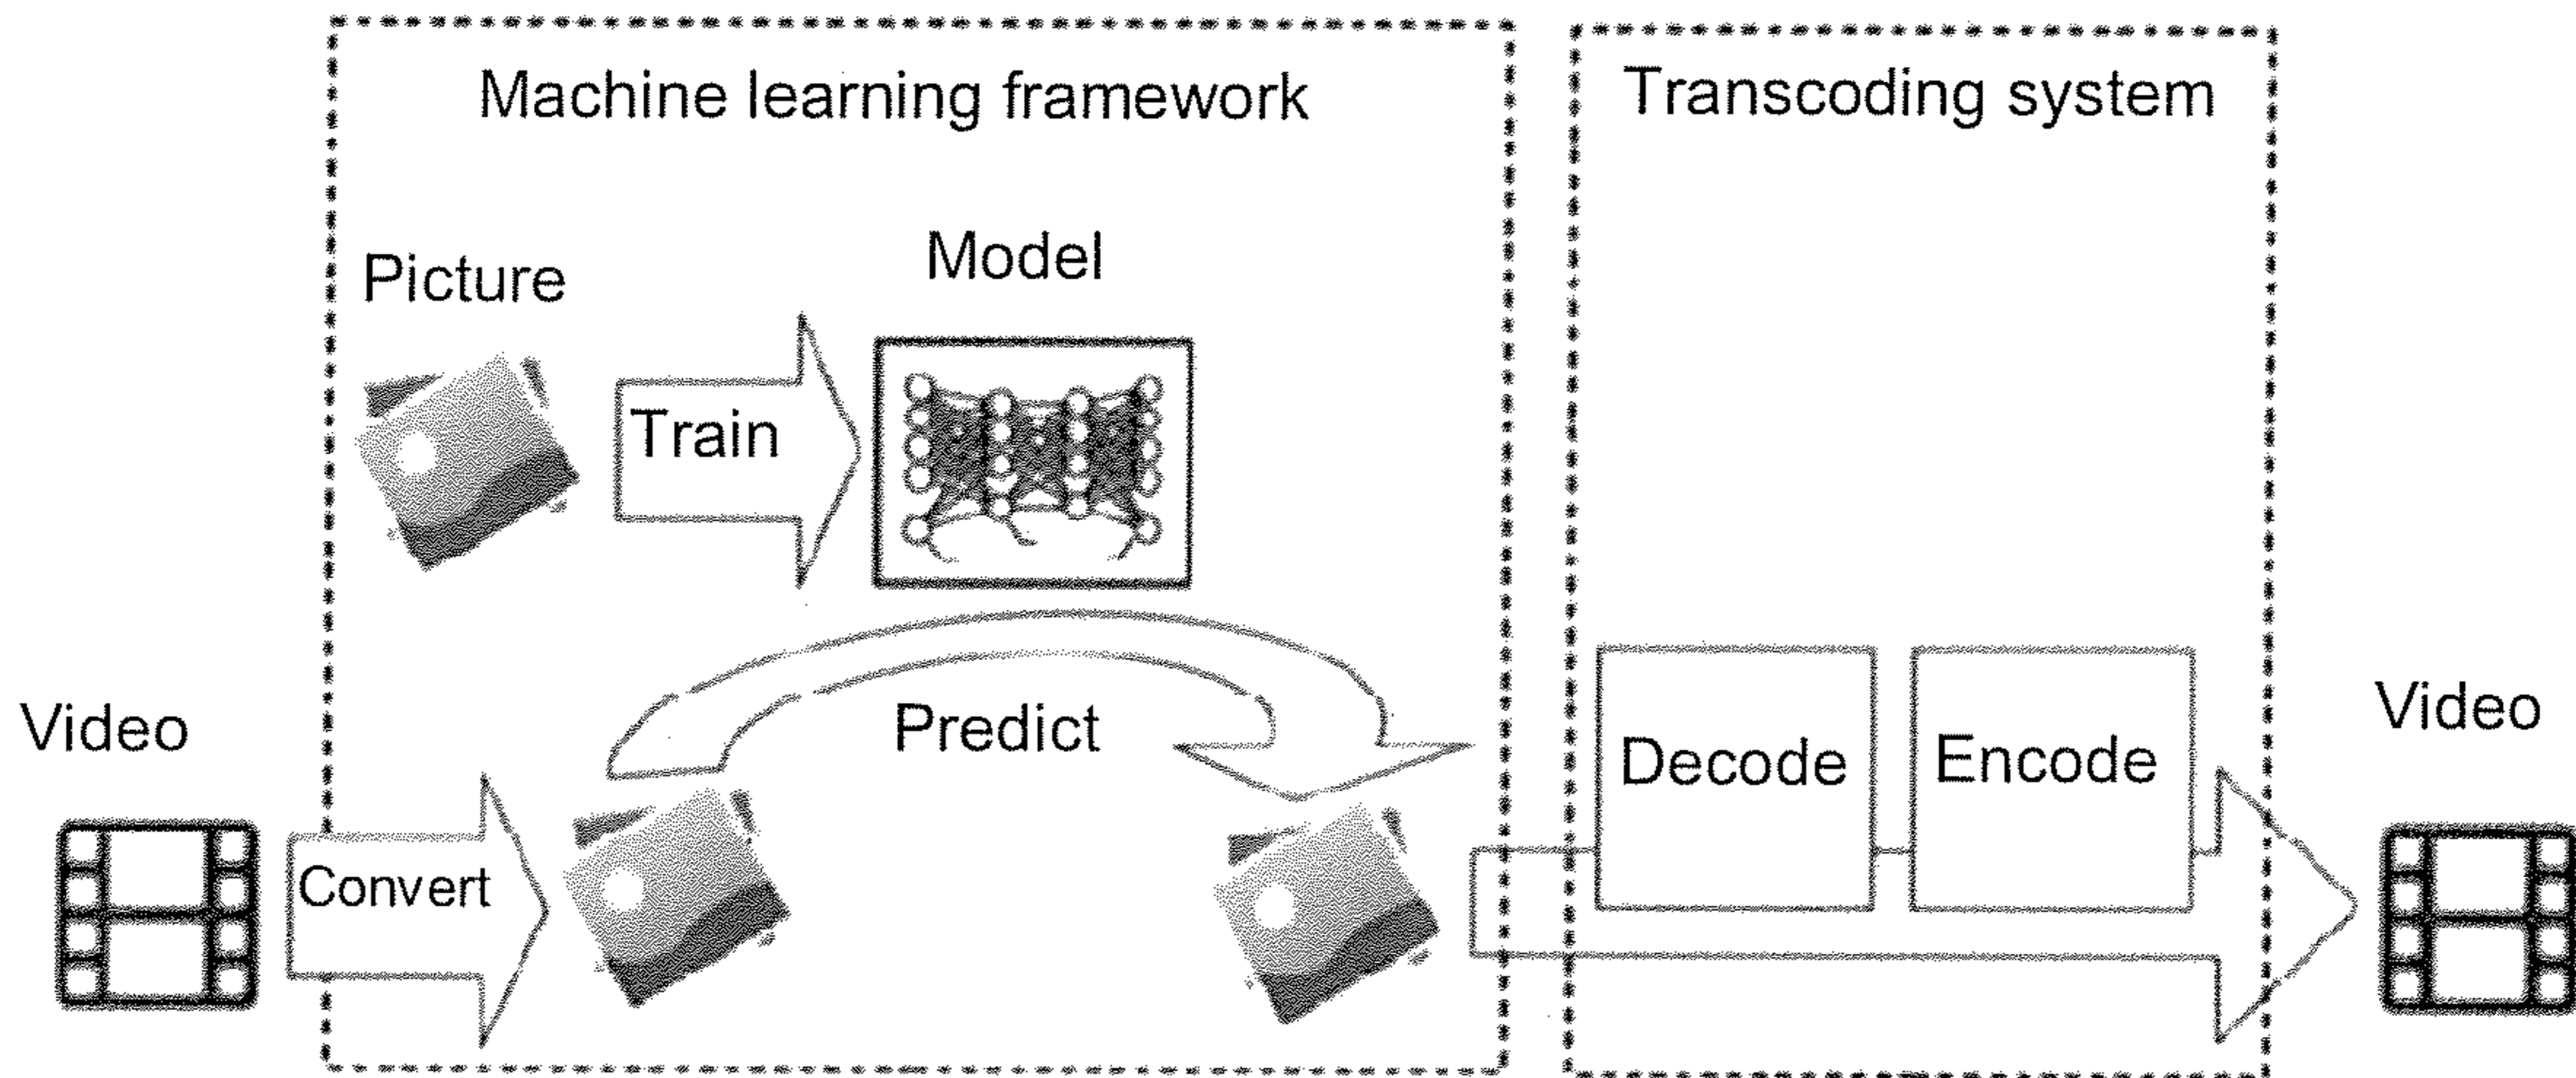 Machine learning framework
Transcoding system
Picture
Model
Train
Video
Predict
Convert
Decode
Encode
Video